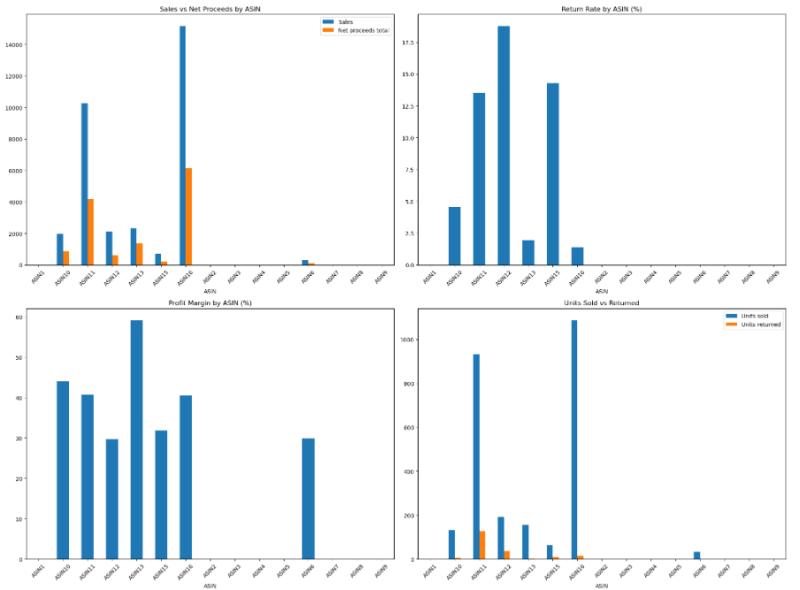 Sales vs Net Proceeds by ASIN
Sales
Net proceeds total
14000
12000
10000
8000
6000
4000
2000
0
ASIN1 ASIN10 ASIN11 ASIN12 ASIN13 ASIN15 ASIN16 ASIN2 ASIN3 ASIN4 ASIN5 ASIN6 ASIN7 ASIN8 ASIN9
ASIN
Return Rate by ASIN (%)
17.5
15.0
12.5
10.0
7.5
5.0
2.5
0.0
ASIN1 ASIN10 ASIN11 ASIN12 ASIN13 ASIN15 ASIN16 ASIN2 ASIN3 ASIN4 ASIN5 ASIN6 ASIN7 ASIN8 ASIN9
ASIN
Profit Margin by ASIN (%)
60
50
40
30
20
10
0
ASIN1 ASIN10 ASIN11 ASIN12 ASIN13 ASIN15 ASIN16 ASIN2 ASIN3 ASIN4 ASIN5 ASIN6 ASIN7 ASIN8 ASIN9
ASIN
Units Sold vs Returned
Units sold
Units returned
1000
800
600
400
200
0
ASIN1 ASIN10 ASIN11 ASIN12 ASIN13 ASIN15 ASIN16 ASIN2 ASIN3 ASIN4 ASIN5 ASIN6 ASIN7 ASIN8 ASIN9
ASIN